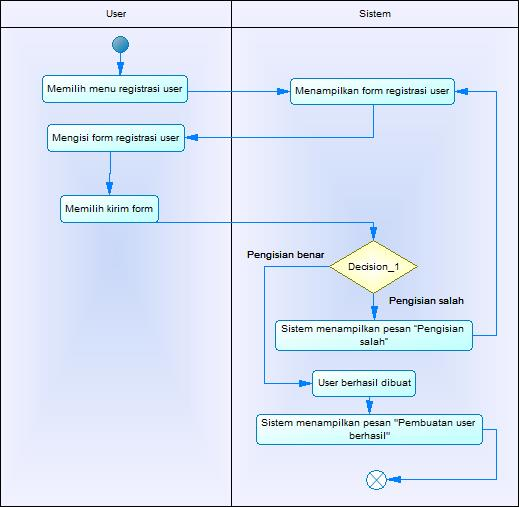 User
Sistem
Memilih menu registrasi user
Menampilkan form registrasi user
Mengisi form registrasi user
Memilih kirim form
Pengisian benar
Decision_1
Pengisian salah
Sistem menampilkan pesan "Pengisian
salah"
User berhasil dibuat
Sistem menampilkan pesan "Pembuatan user
berhasil"